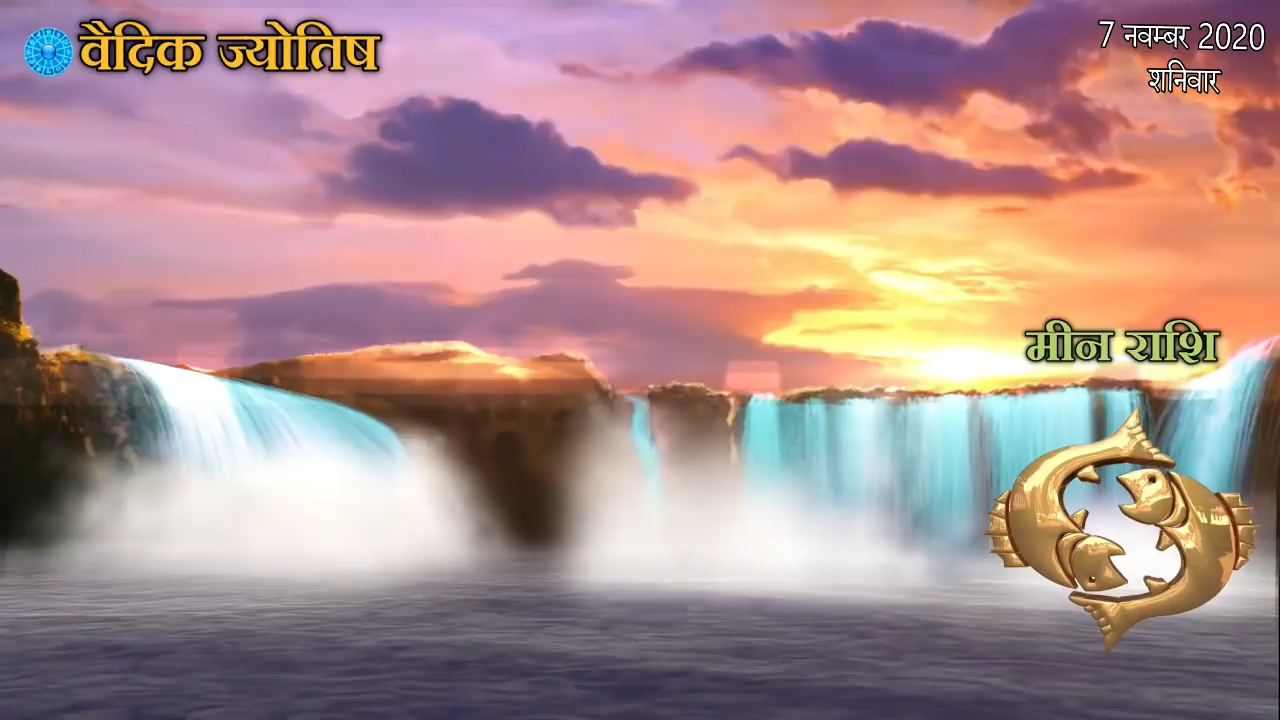 वैदिक ज्योतिष
7 नवम्बर 2020
शनिवार
मीन राशि